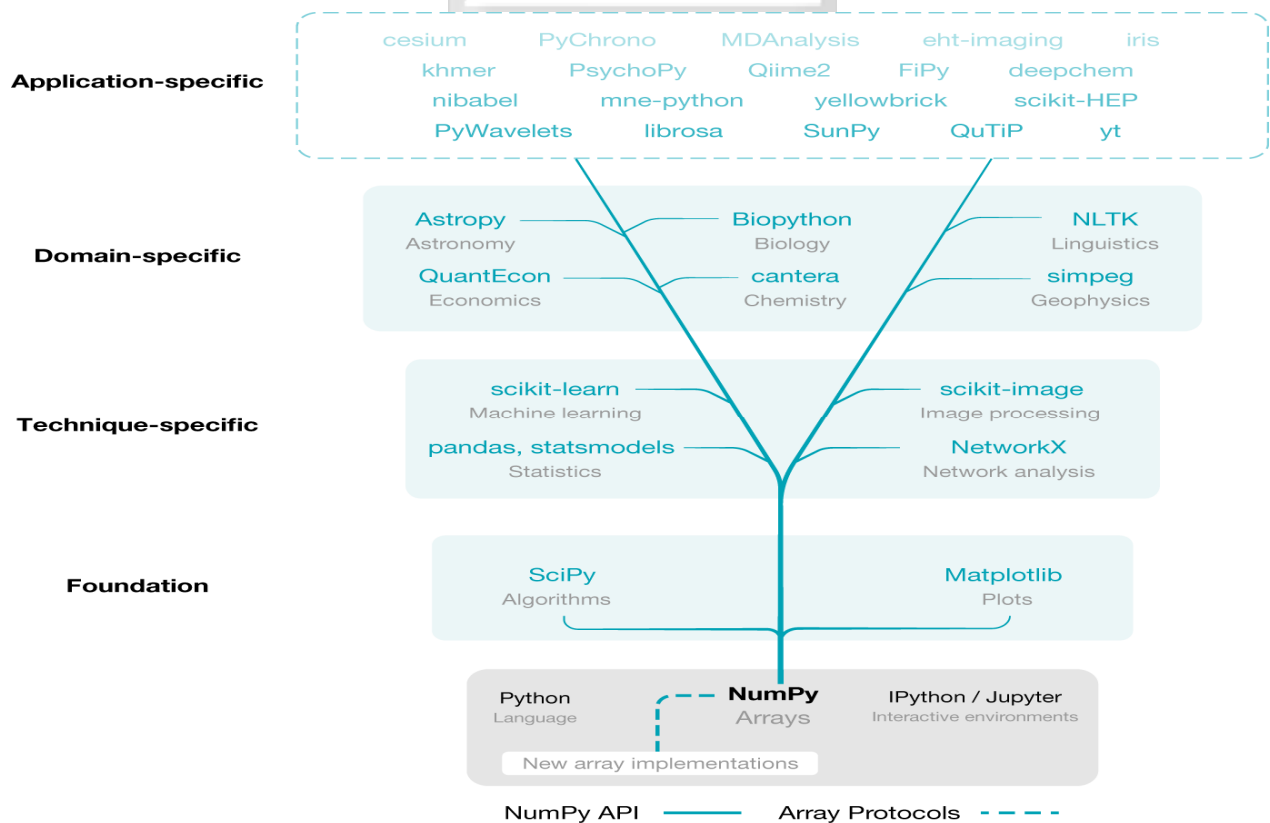 cesium PyChrono MDAnalysis eht-imaging iris
Application-specific
khmer PsychoPy Qiime2 FiPy deepchem
nibabel mne-python yellowbrick scikit-HEP
PyWavelets librosa SunPy QuTiP yt
Domain-specific
Astropy Biopython NLTK
Astronomy Biology Linguistics
QuantEcon cantera simpeg
Economics Chemistry Geophysics
Technique-specific
scikit-learn scikit-image
Machine learning Image processing
pandas, statsmodels NetworkX
Statistics Network analysis
Foundation
SciPy Matplotlib
Algorithms Plots
Python NumPy IPython / Jupyter
Language Arrays Interactive environments
New array implementations
NumPy API Array Protocols